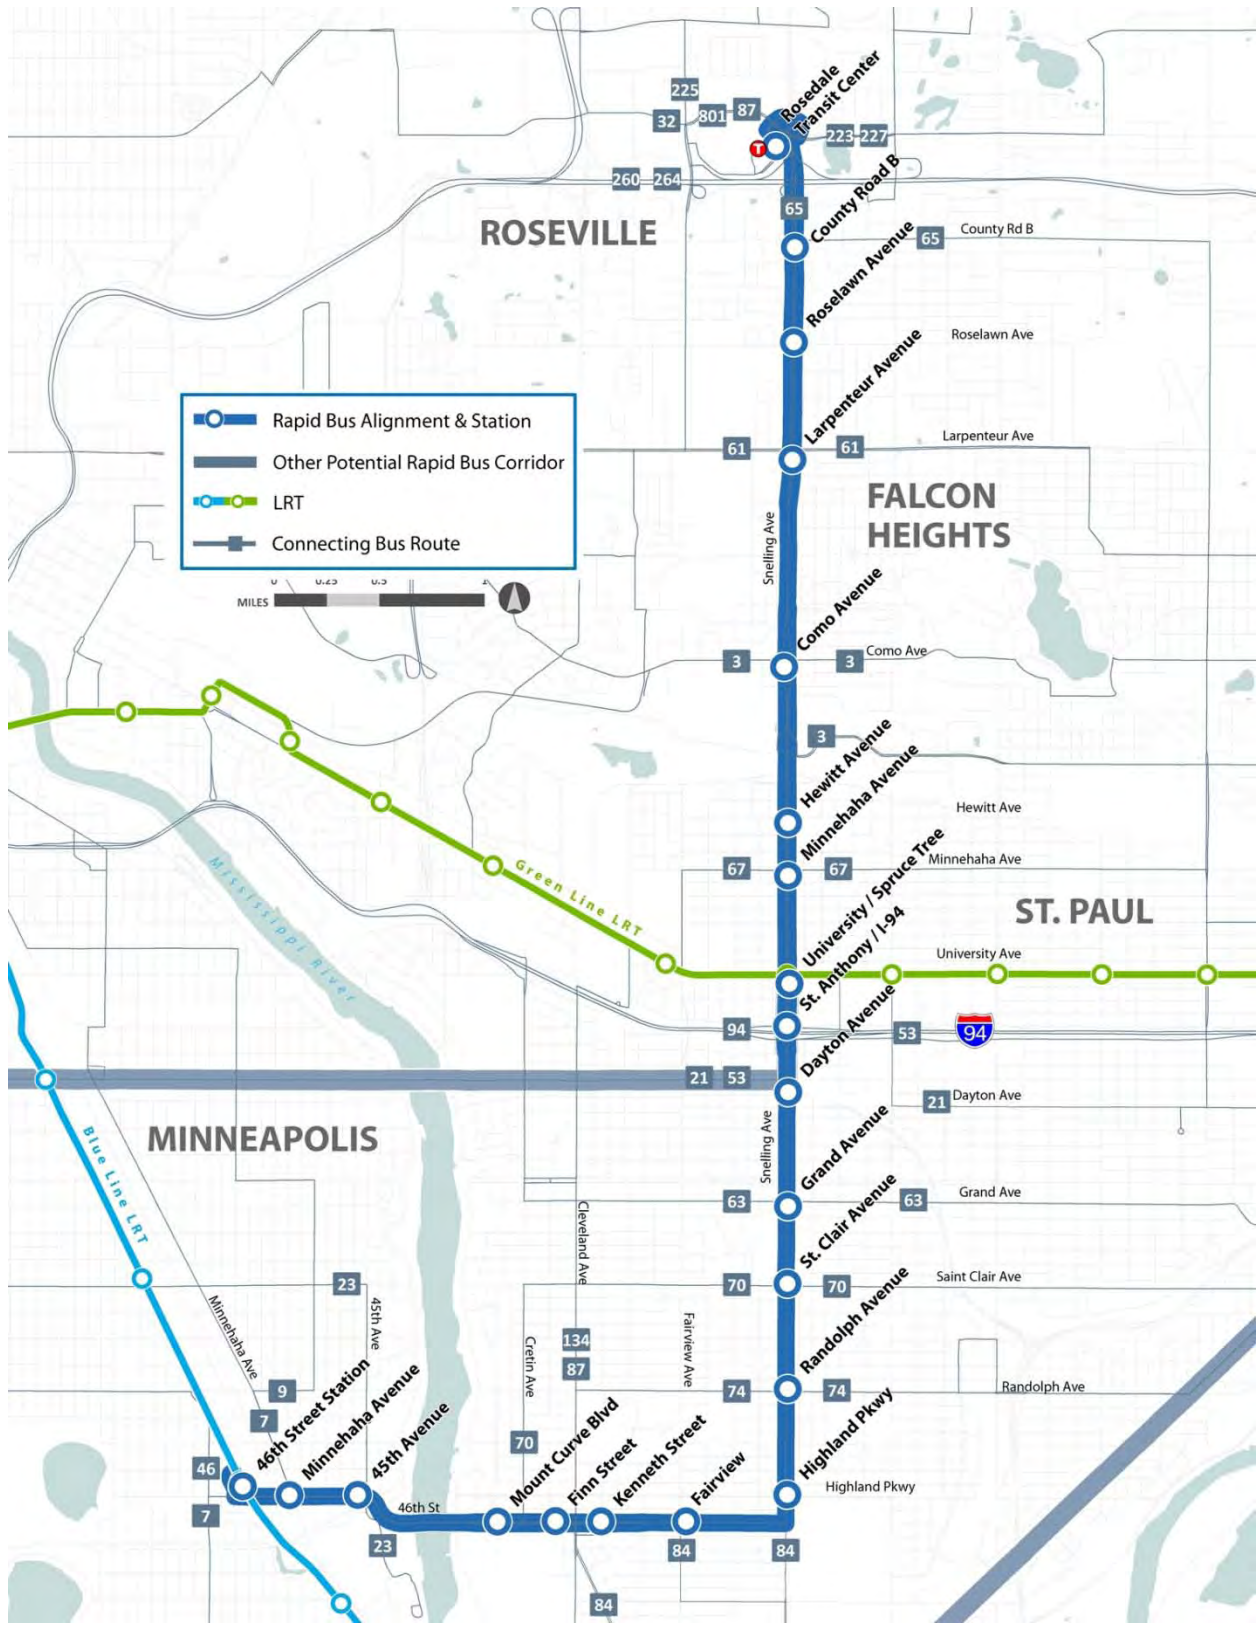 Rosedale
Transit Center
225
32
801
87
223
227
T
260
264
65
County Road B
ROSEVILLE
65
County Rd B
Roselawn Avenue
Roselawn Ave
Larpenteur Avenue
61
61
Larpenteur Ave
Rapid Bus Alignment & Station
Other Potential Rapid Bus Corridor
LRT
Connecting Bus Route
0 0.25 0.5 1
MILES
FALCON
HEIGHTS
Snelling Ave
Como Avenue
3
3
Como Ave
3
Hewitt Avenue
Hewitt Ave
Minnehaha Avenue
67
67
Minnehaha Ave
Mississippi River
Green Line LRT
University / Spruce Tree
ST. PAUL
University Ave
St. Anthony / I-94
94
53
94
Dayton Avenue
21
53
21
Dayton Ave
MINNEAPOLIS
Blue Line LRT
Snelling Ave
Grand Avenue
63
63
Grand Ave
Cleveland Ave
St. Clair Avenue
23
70
70
Saint Clair Ave
Minnehaha Ave
45th Ave
134
87
Cretin Ave
Fairview Ave
Randolph Avenue
74
74
Randolph Ave
9
7
46th Street Station
Minnehaha Avenue
45th Avenue
70
Mount Curve Blvd
Finn Street
Kenneth Street
Fairview
Highland Pkwy
Highland Pkwy
46
7
46th St
23
84
84
84